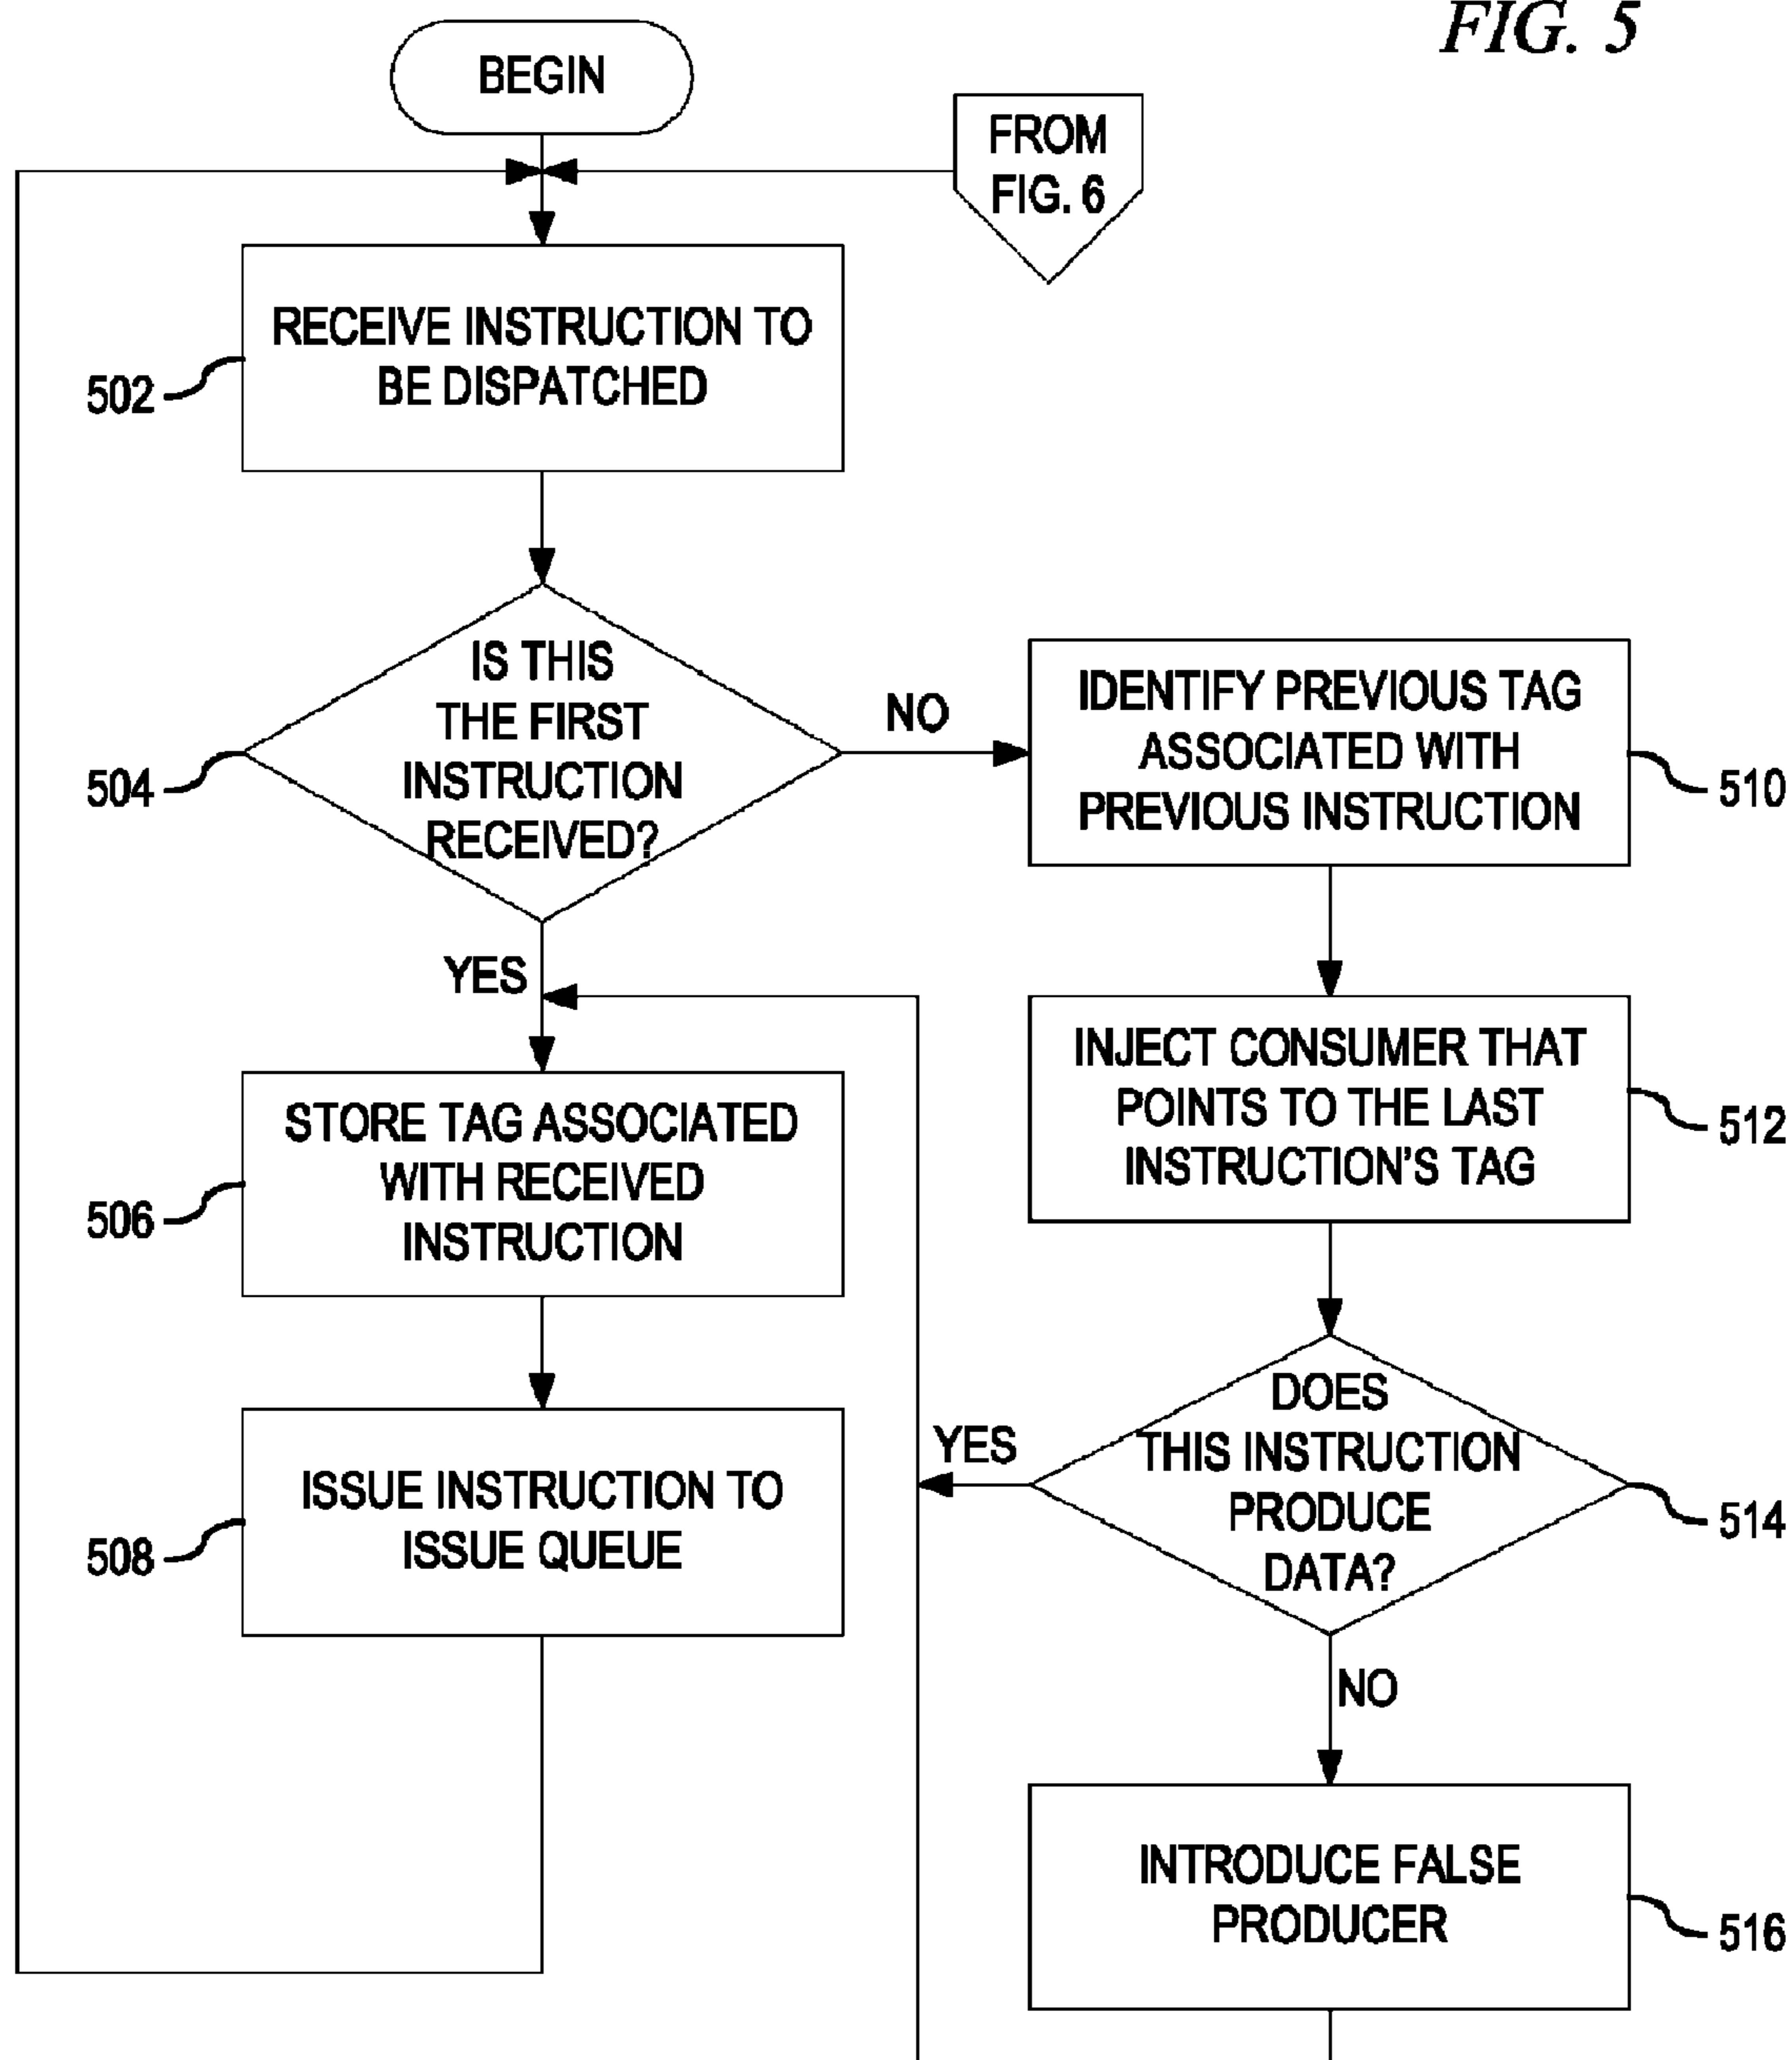 FIG. 5
BEGIN
FROM
FIG. 6
RECEIVE INSTRUCTION TO
BE DISPATCHED
502
IS THIS
THE FIRST
INSTRUCTION
RECEIVED?
504
NO
YES
IDENTIFY PREVIOUS TAG
ASSOCIATED WITH
PREVIOUS INSTRUCTION
510
STORE TAG ASSOCIATED
WITH RECEIVED
INSTRUCTION
506
INJECT CONSUMER THAT
POINTS TO THE LAST
INSTRUCTION'S TAG
512
ISSUE INSTRUCTION TO
ISSUE QUEUE
508
DOES
THIS INSTRUCTION
PRODUCE
DATA?
514
YES
NO
INTRODUCE FALSE
PRODUCER
516